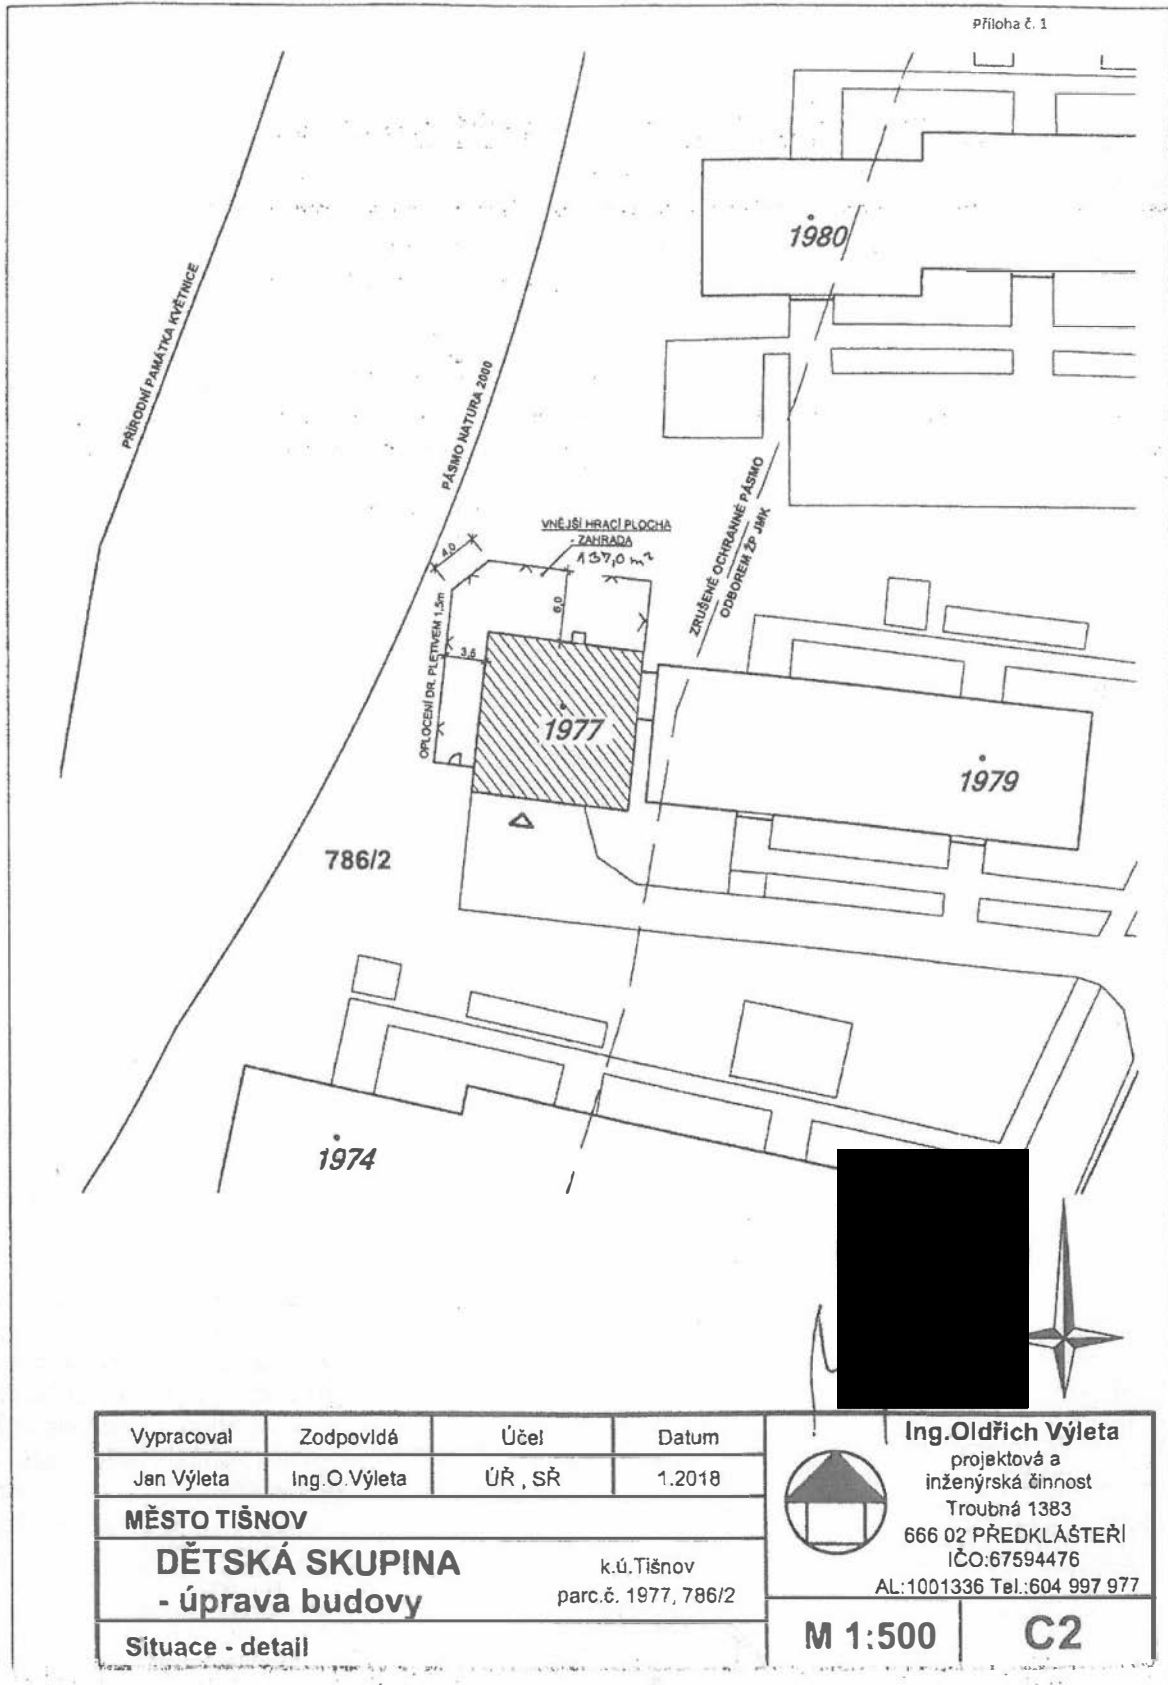 Příloha č. 1
1980
PŘÍRODNÍ PAMÁTKA KVĚTNICE
PÁSMO NATURA 2000
ZRUŠENÉ OCHRANNÉ PÁSMO
ODBOREM ŽP JMK
VNĚJŠÍ HRACÍ PLOCHA
- ZAHRADA
137,0 m²
4,0
6,0
3,5
OPLOCENÍ DR. PLETIVEM 1,5m
1977
1979
786/2
1974
Vypracoval Zodpovídá Účel Datum
Jan Výleta Ing.O.Výleta ÚŘ , SŘ 1.2018
MĚSTO TIŠNOV
DĚTSKÁ SKUPINA
- úprava budovy
k.ú.Tišnov
parc.č. 1977, 786/2
Situace - detail
Ing.Oldřich Výleta
projektová a
inženýrská činnost
Troubná 1383
666 02 PŘEDKLÁŠTEŘÍ
IČO:67594476
AL:1001336 Tel.:604 997 977
M 1:500
C2